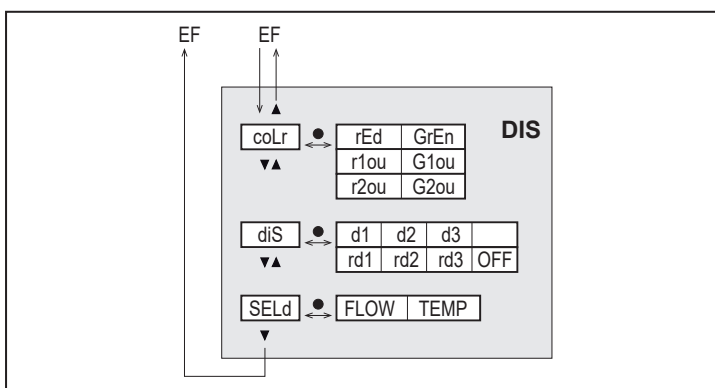 EF EF
DIS
coLr rEd GrEn
r1ou G1ou
r2ou G2ou
diS d1 d2 d3
rd1 rd2 rd3 OFF
SELd FLOW TEMP